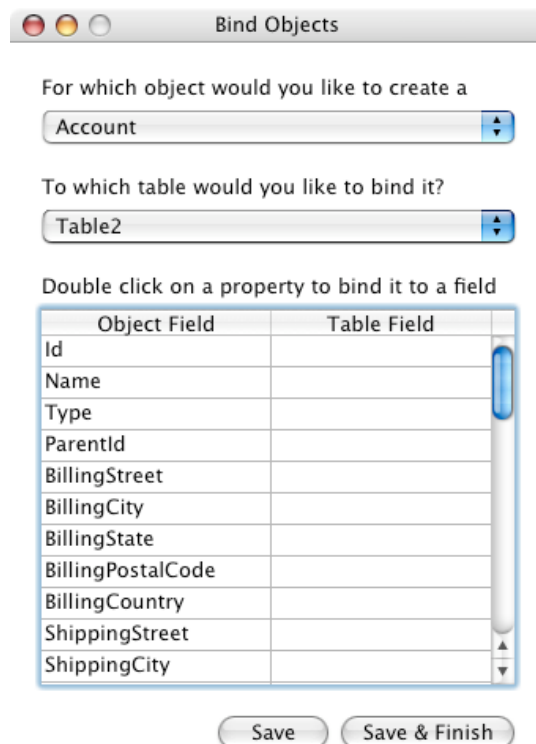 Bind Objects
For which object would you like to create a
Account
To which table would you like to bind it?
Table2
Double click on a property to bind it to a field
Object Field Table Field
Id
Name
Type
ParentId
BillingStreet
BillingCity
BillingState
BillingPostalCode
BillingCountry
ShippingStreet
ShippingCity
Save Save & Finish